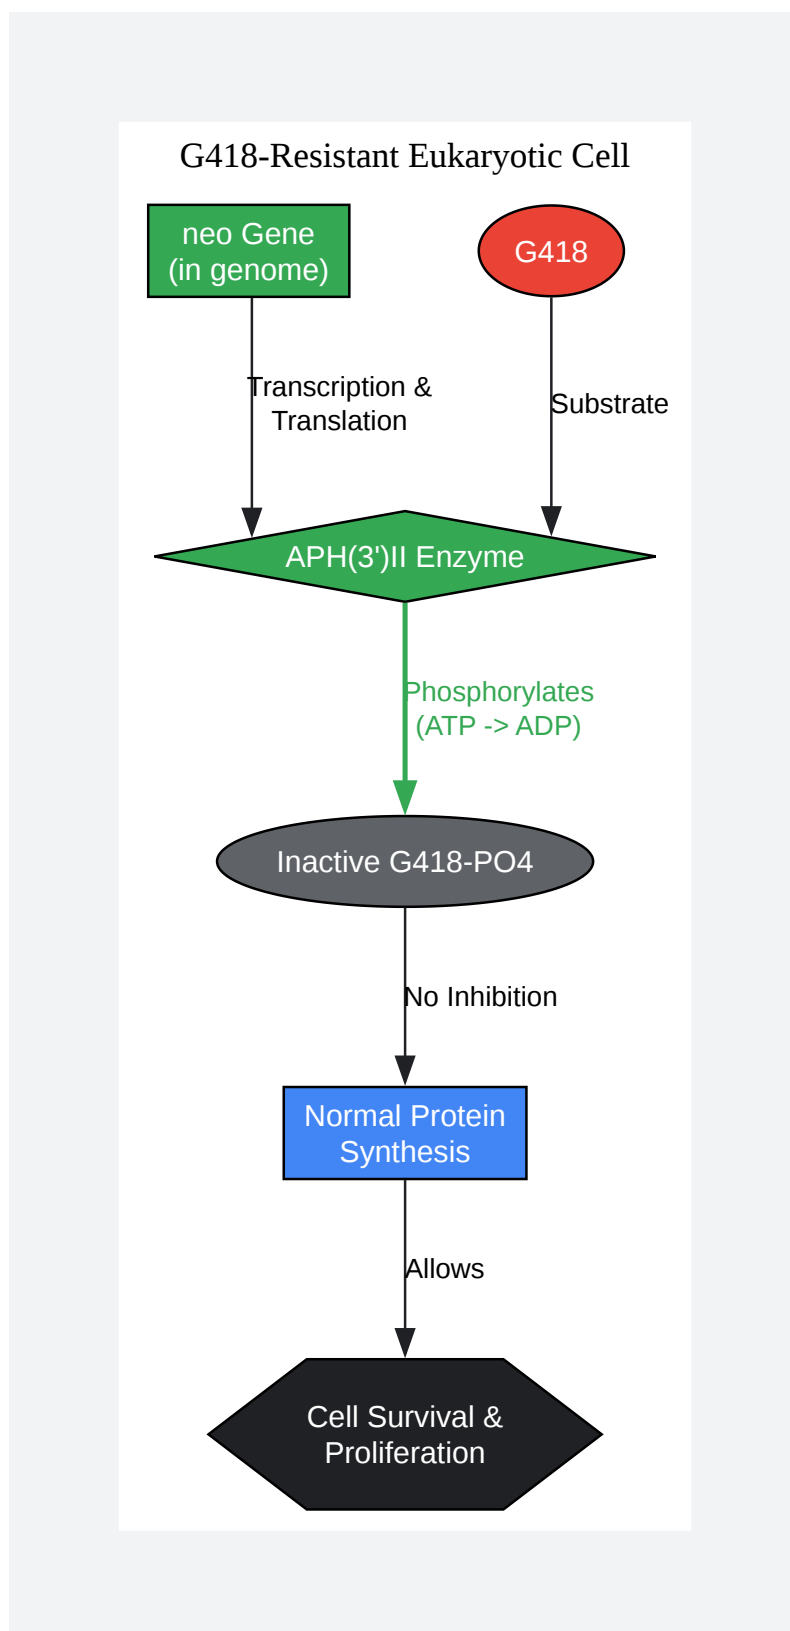 G418-Resistant Eukaryotic Cell
neo Gene
(in genome)
G418
Transcription &
Translation
Substrate
APH(3')II Enzyme
Phosphorylates
(ATP -> ADP)
Inactive G418-PO4
No Inhibition
Normal Protein
Synthesis
Allows
Cell Survival &
Proliferation